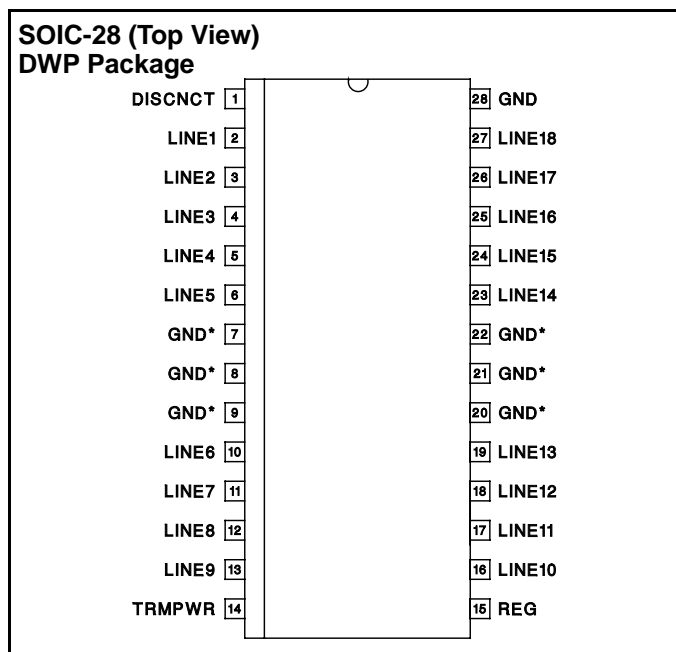 SOIC-28 (Top View)
DWP Package
DISCNCT 1 28 GND
LINE1 2 27 LINE18
LINE2 3 26 LINE17
LINE3 4 25 LINE16
LINE4 5 24 LINE15
LINE5 6 23 LINE14
GND* 7 22 GND*
GND* 8 21 GND*
GND* 9 20 GND*
LINE6 10 19 LINE13
LINE7 11 18 LINE12
LINE8 12 17 LINE11
LINE9 13 16 LINE10
TRMPWR 14 15 REG